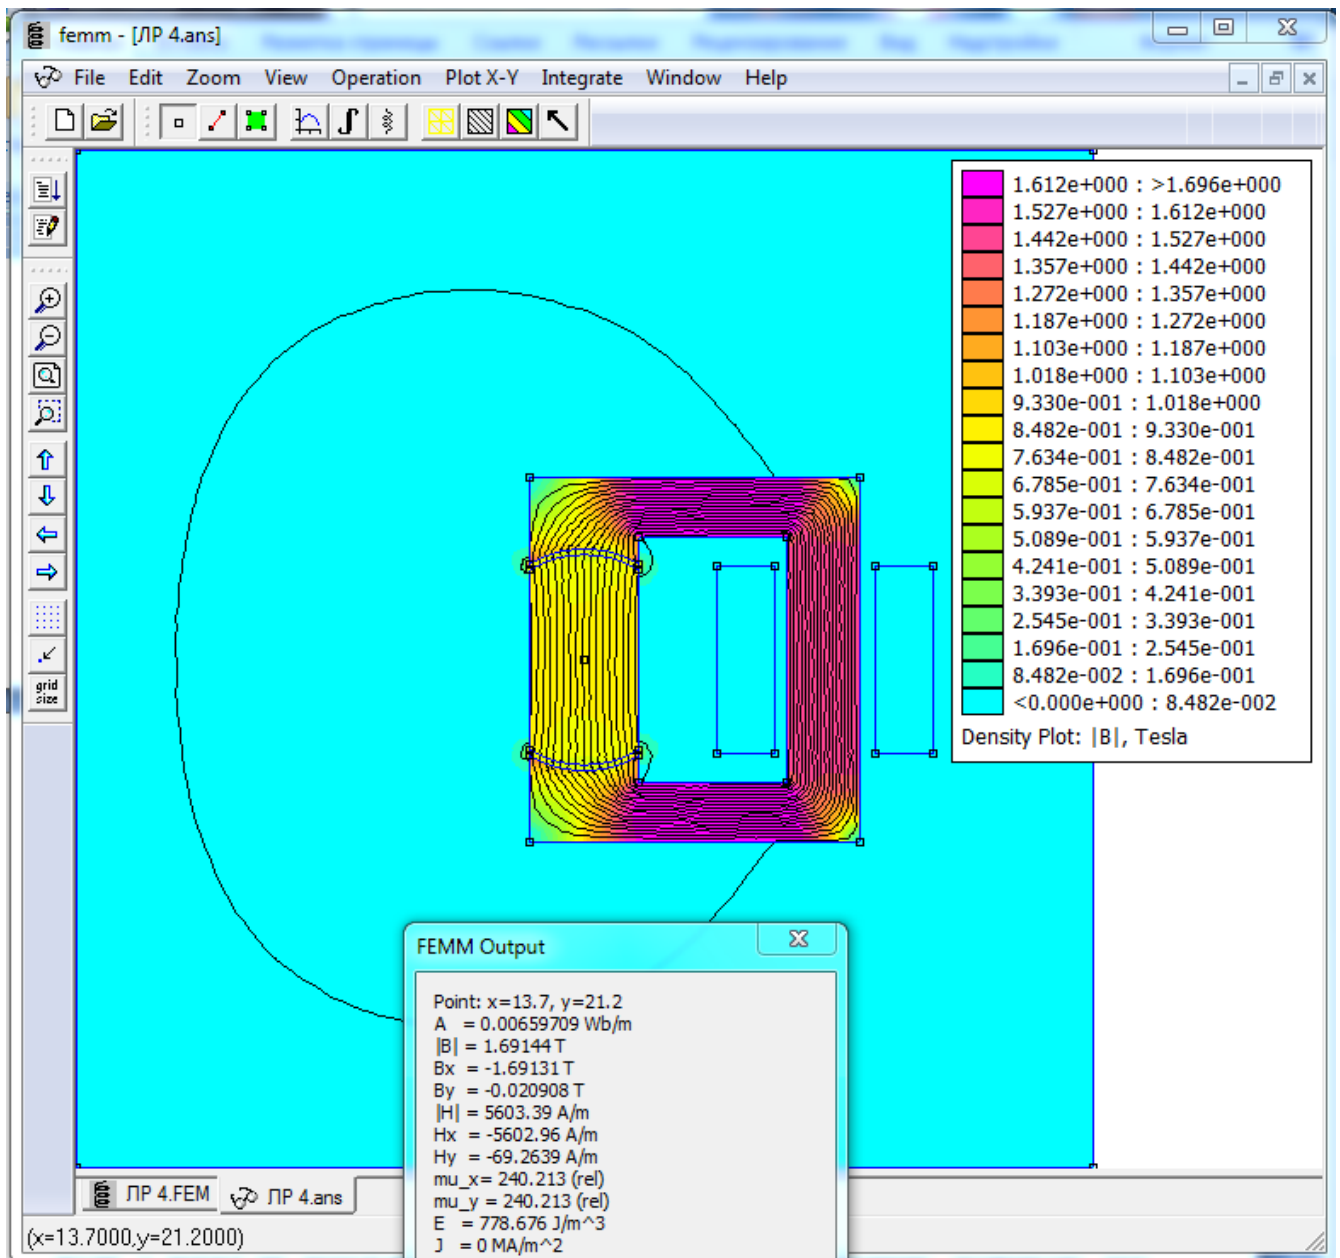 femm - [ЛР 4.ans]
File Edit Zoom View Operation Plot X-Y Integrate Window Help
grid
size
1.612e+000 : >1.696e+000
1.527e+000 : 1.612e+000
1.442e+000 : 1.527e+000
1.357e+000 : 1.442e+000
1.272e+000 : 1.357e+000
1.187e+000 : 1.272e+000
1.103e+000 : 1.187e+000
1.018e+000 : 1.103e+000
9.330e-001 : 1.018e+000
8.482e-001 : 9.330e-001
7.634e-001 : 8.482e-001
6.785e-001 : 7.634e-001
5.937e-001 : 6.785e-001
5.089e-001 : 5.937e-001
4.241e-001 : 5.089e-001
3.393e-001 : 4.241e-001
2.545e-001 : 3.393e-001
1.696e-001 : 2.545e-001
8.482e-002 : 1.696e-001
<0.000e+000 : 8.482e-002
Density Plot: |B|, Tesla
FEMM Output
Point: x=13.7, y=21.2
A = 0.00659709 Wb/m
|B| = 1.69144 T
Bx = -1.69131 T
By = -0.020908 T
|H| = 5603.39 A/m
Hx = -5602.96 A/m
Hy = -69.2639 A/m
mu_x= 240.213 (rel)
mu_y = 240.213 (rel)
E = 778.676 J/m^3
J = 0 MA/m^2
ЛР 4.FEM ЛР 4.ans
(x=13.7000,y=21.2000)